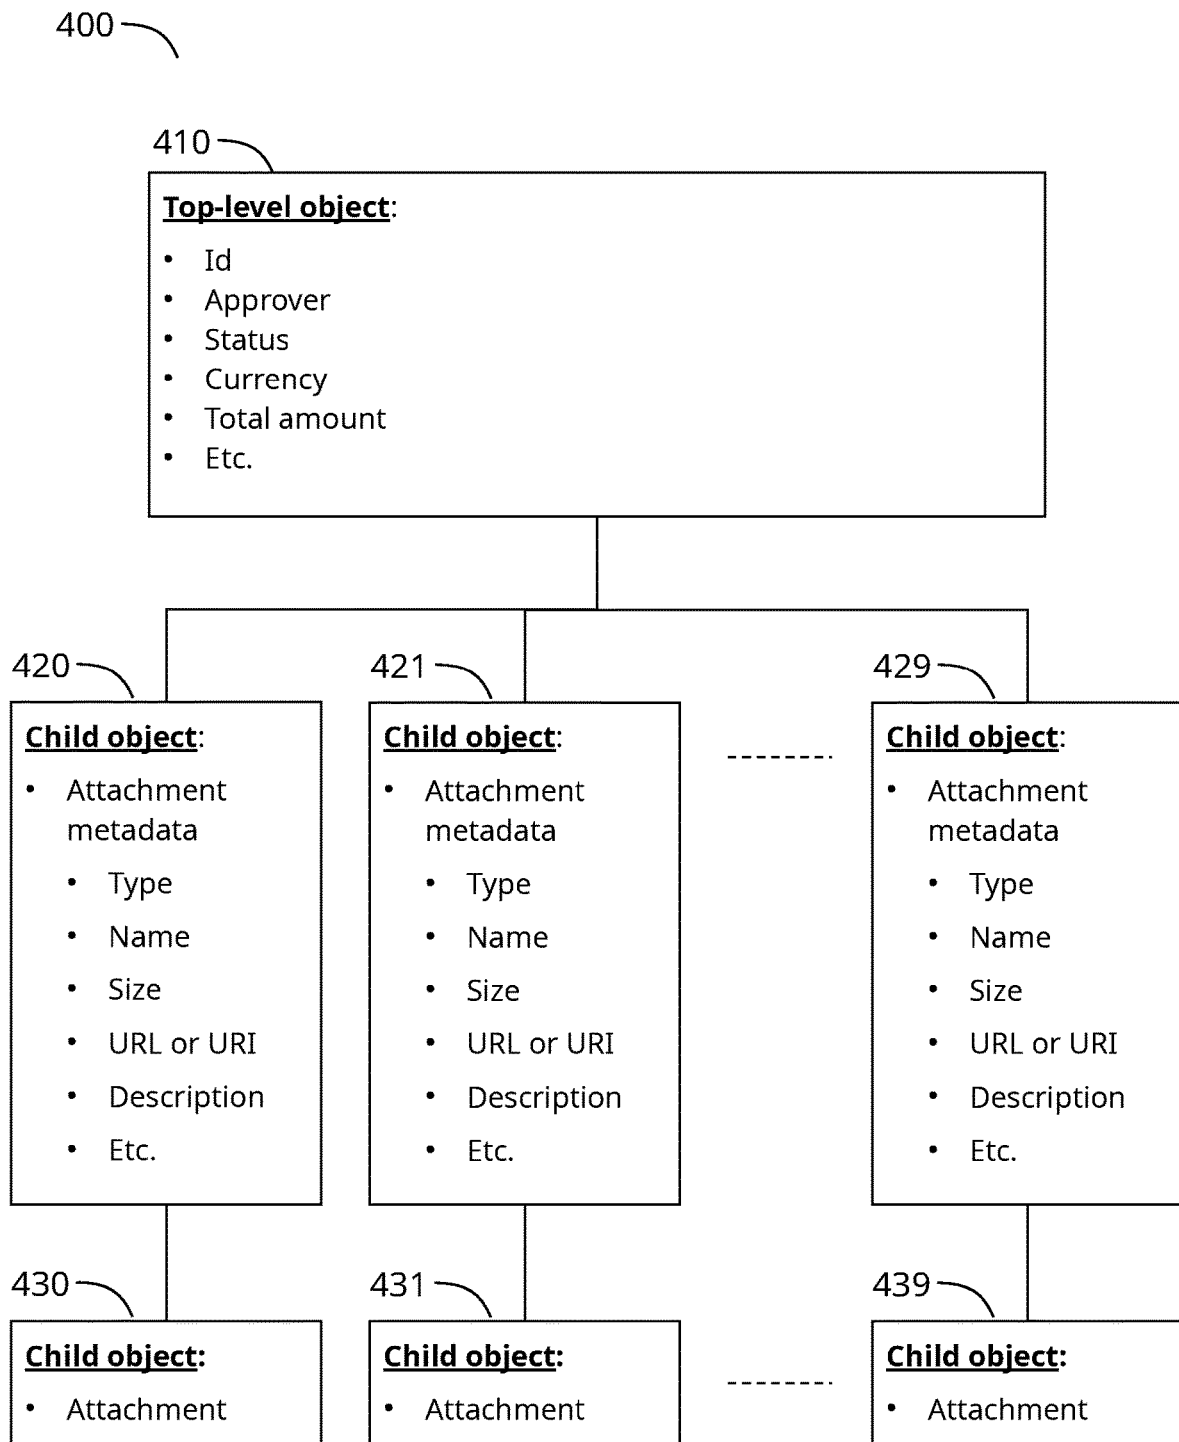 400
410
Top-level object:
• Id
• Approver
• Status
• Currency
• Total amount
• Etc.
420
Child object:
• Attachment
metadata
• Type
• Name
• Size
• URL or URI
• Description
• Etc.
421
Child object:
• Attachment
metadata
• Type
• Name
• Size
• URL or URI
• Description
• Etc.
429
Child object:
• Attachment
metadata
• Type
• Name
• Size
• URL or URI
• Description
• Etc.
430
Child object:
• Attachment
431
Child object:
• Attachment
439
Child object:
• Attachment